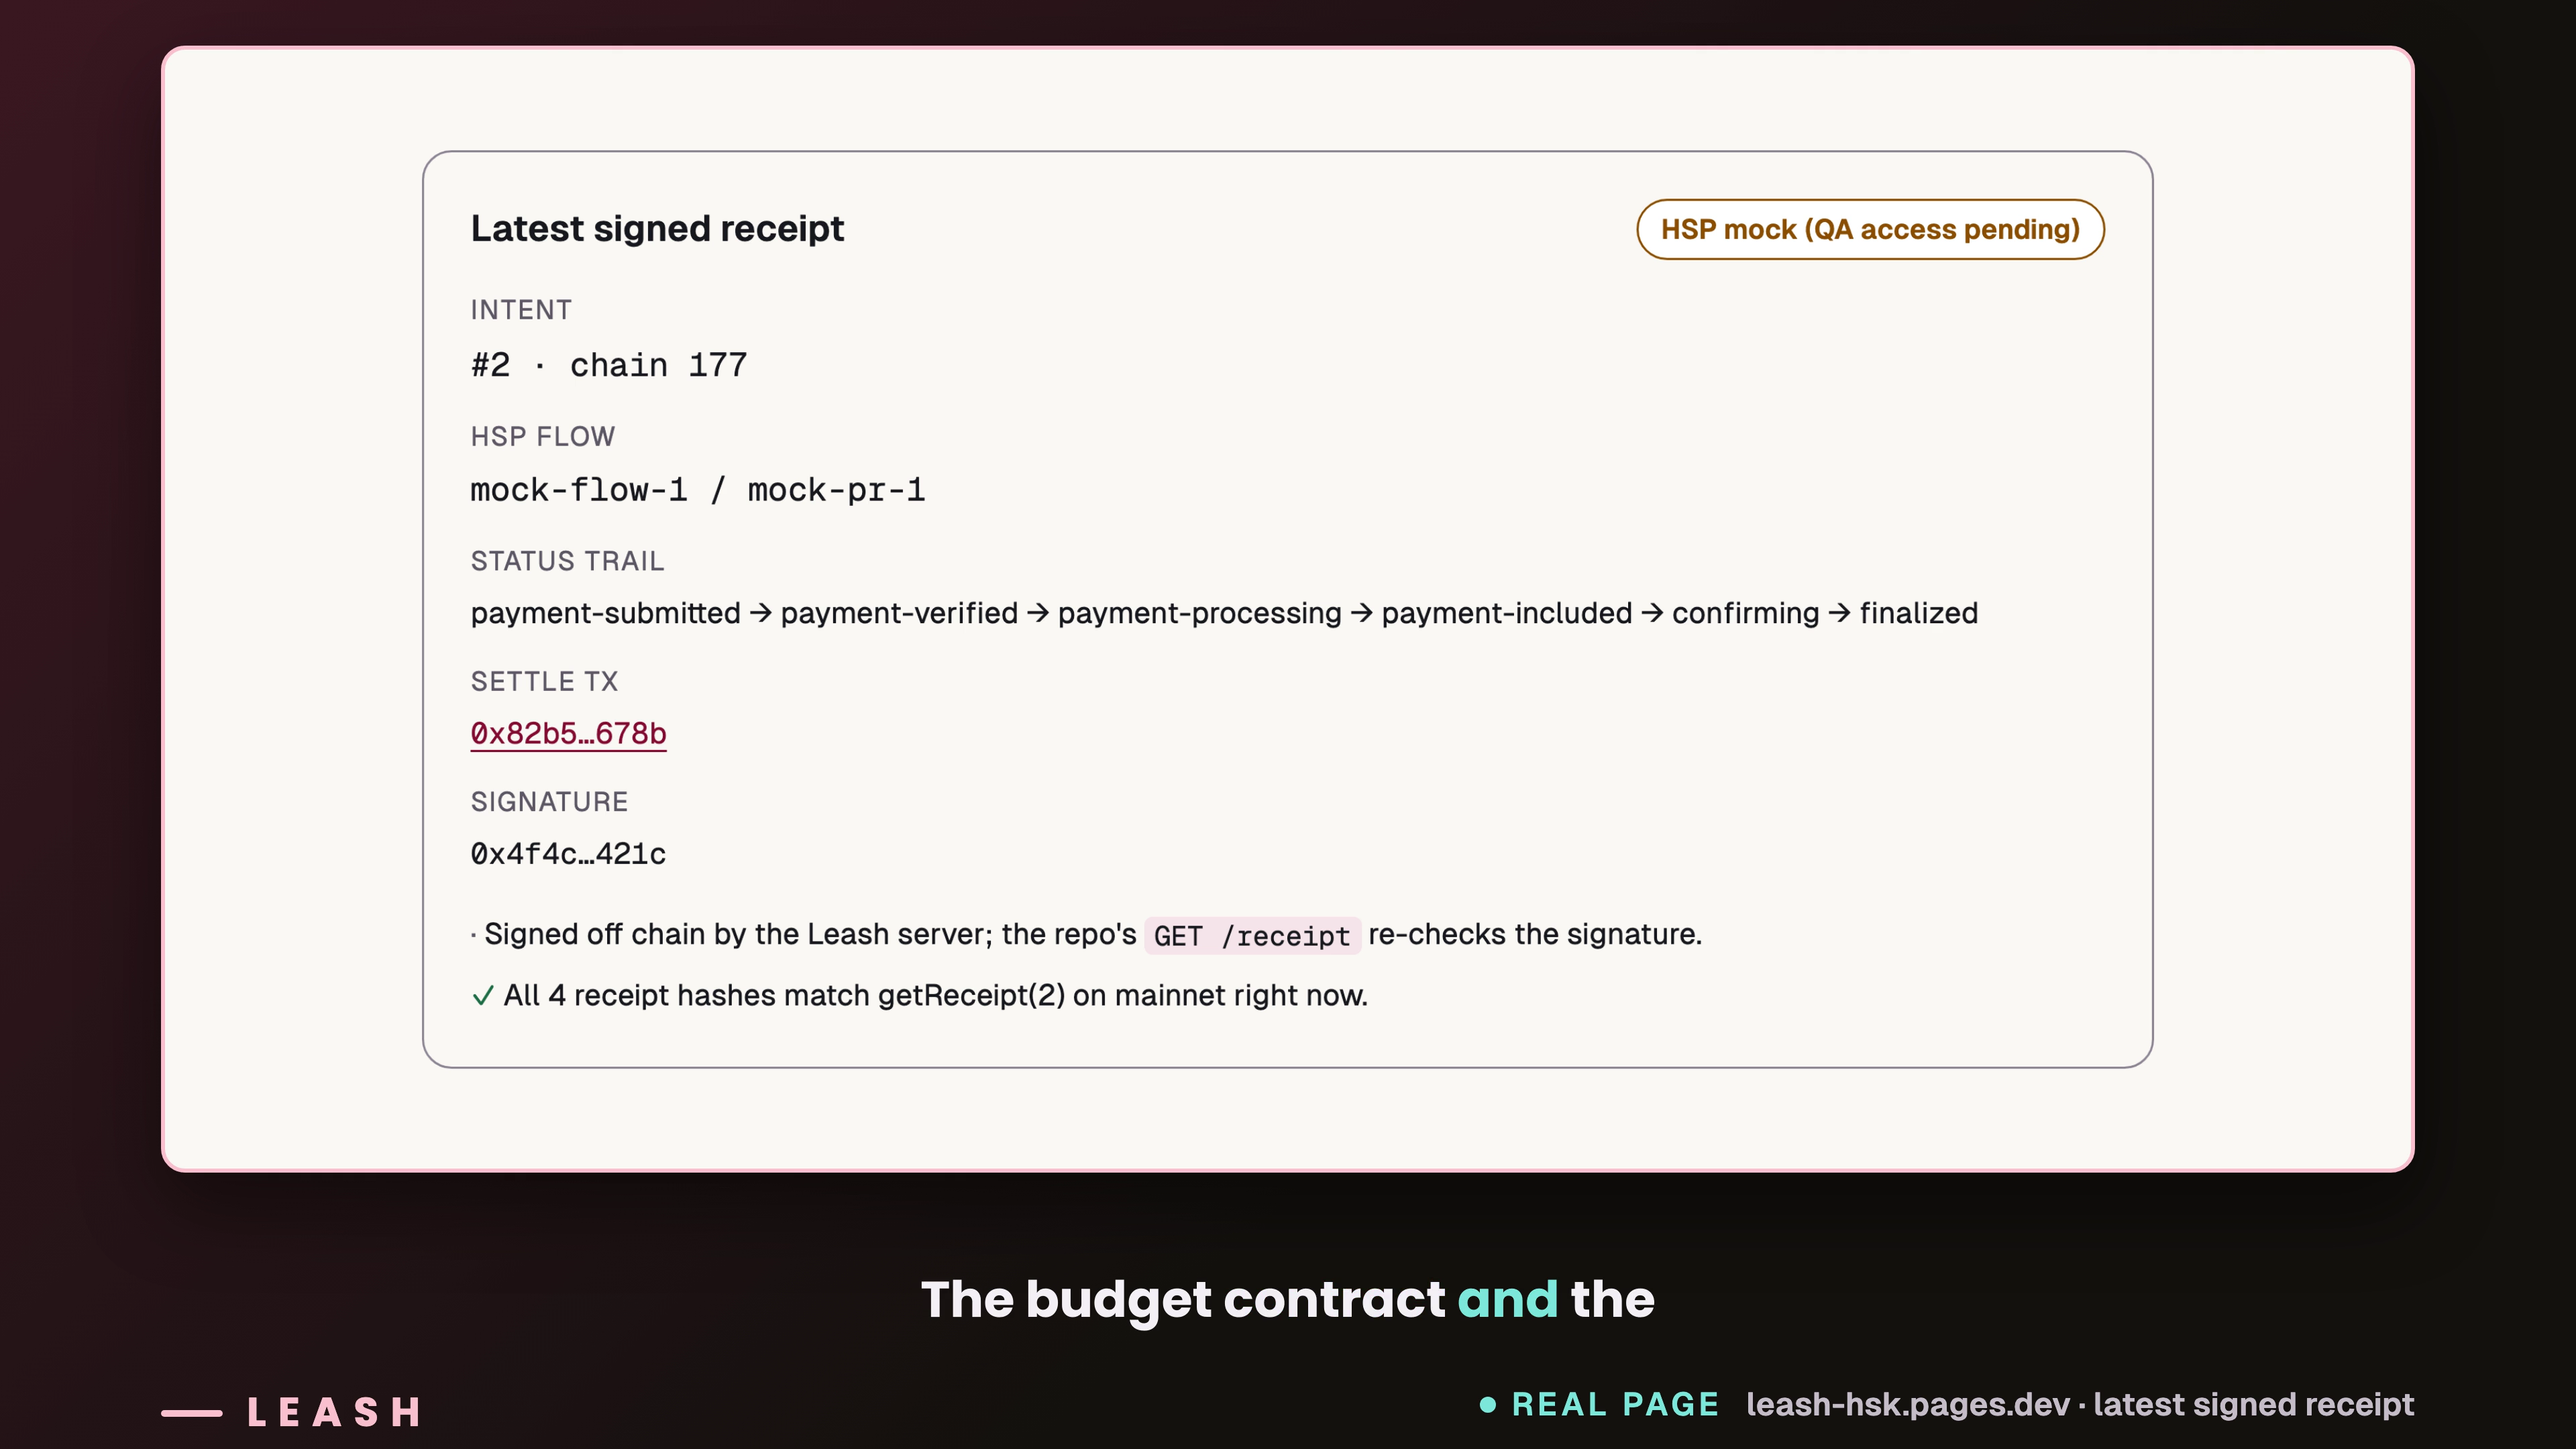 Latest signed receipt
HSP mock (QA access pending)
INTENT
#2 · chain 177
HSP FLOW
mock-flow-1 / mock-pr-1
STATUS TRAIL
payment-submitted → payment-verified → payment-processing → payment-included → confirming → finalized
SETTLE TX
0x82b5…678b
SIGNATURE
0x4f4c…421c
· Signed off chain by the Leash server; the repo's GET /receipt re-checks the signature.
✓ All 4 receipt hashes match getReceipt(2) on mainnet right now.
The budget contract and the
LEASH
REAL PAGE leash-hsk.pages.dev · latest signed receipt